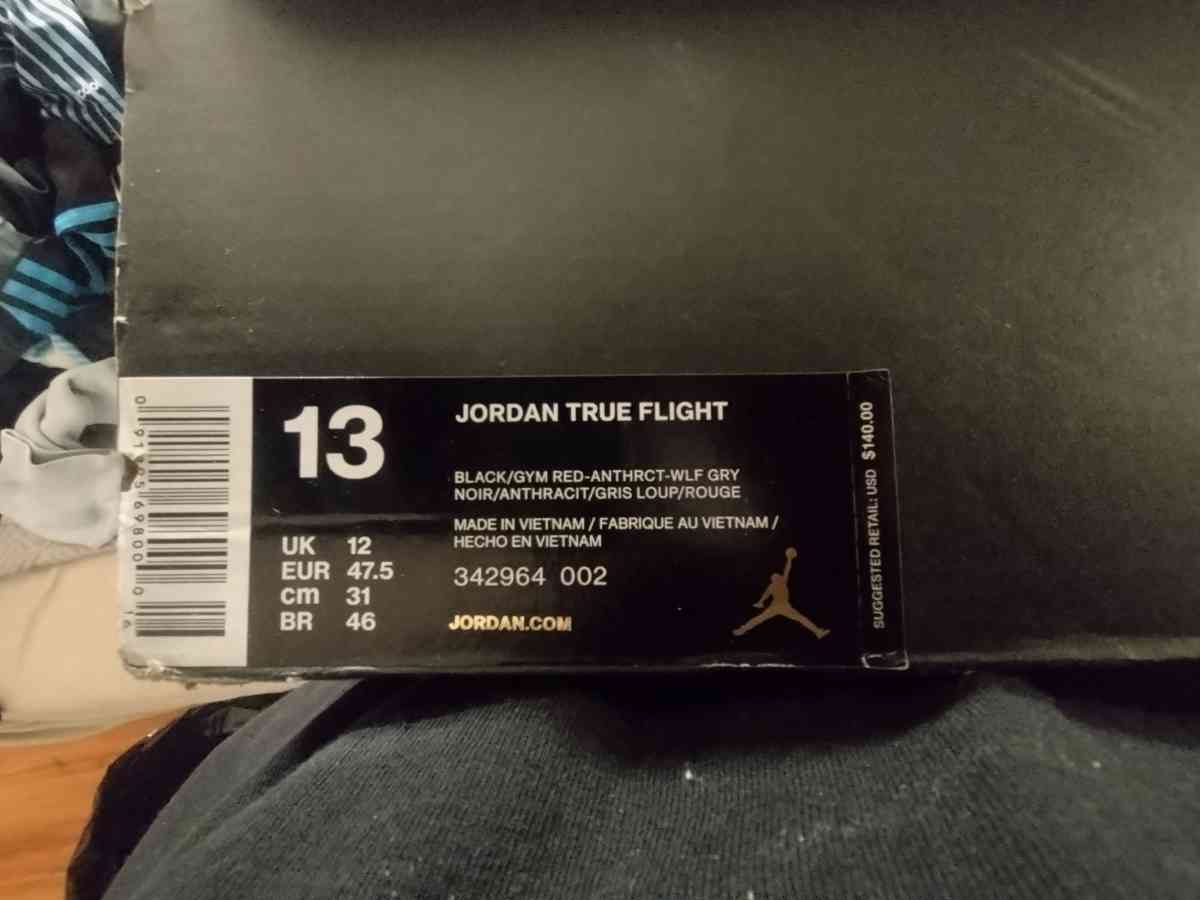 13
UK 12
EUR 47.5
cm 31
BR 46
JORDAN TRUE FLIGHT
BLACK/GYM RED-ANTHRCT-WLF GRY
NOIR/ANTHRACIT/GRIS LOUP/ROUGE
MADE IN VIETNAM / FABRIQUE AU VIETNAM /
HECHO EN VIETNAM
342964 002
JORDAN.COM
SUGGESTED RETAIL: USD $140.00